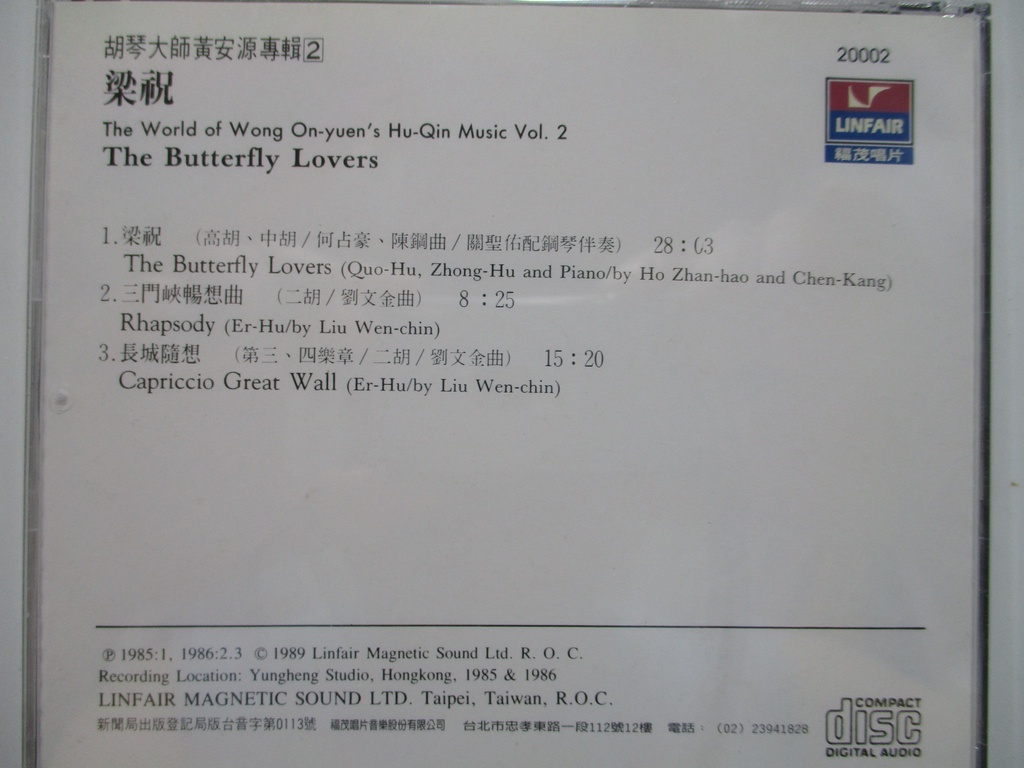 胡琴大師黃安源專輯2
梁祝
The World of Wong On-yuen's Hu-Qin Music Vol. 2
The Butterfly Lovers
20002
LINFAIR
福茂唱片
1.梁祝 (高胡、中胡/何占豪、陳鋼曲/關聖佑配鋼琴伴奏) 28:03
The Butterfly Lovers (Quo-Hu, Zhong-Hu and Piano/by Ho Zhan-hao and Chen-Kang)
2.三門峽暢想曲 (二胡/劉文金曲) 8:25
Rhapsody (Er-Hu/by Liu Wen-chin)
3.長城隨想 (第三、四樂章/二胡/劉文金曲) 15:20
Capriccio Great Wall (Er-Hu/by Liu Wen-chin)
℗ 1985:1, 1986:2.3 © 1989 Linfair Magnetic Sound Ltd. R. O. C.
Recording Location: Yungheng Studio, Hongkong, 1985 & 1986
LINFAIR MAGNETIC SOUND LTD. Taipei, Taiwan, R.O.C.
新聞局出版登記局版台音字第0113號 福茂唱片音樂股份有限公司 台北市忠孝東路一段112號12樓 電話:(02) 23941828
COMPACT
disc
DIGITAL AUDIO